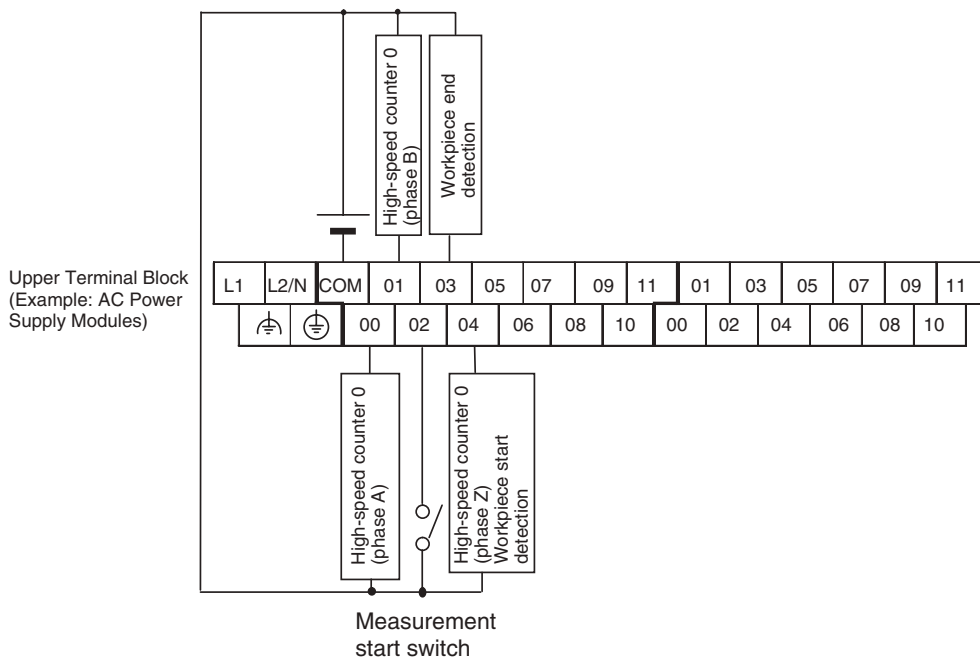 High-speed counter 0
(phase B)
Workpiece end
detection
Upper Terminal Block
(Example: AC Power
Supply Modules)
L1 L2/N COM 01 03 05 07 09 11 01 03 05 07 09 11
00 02 04 06 08 10 00 02 04 06 08 10
High-speed counter 0
(phase A)
High-speed counter 0
(phase Z)
Workpiece start
detection
Measurement
start switch